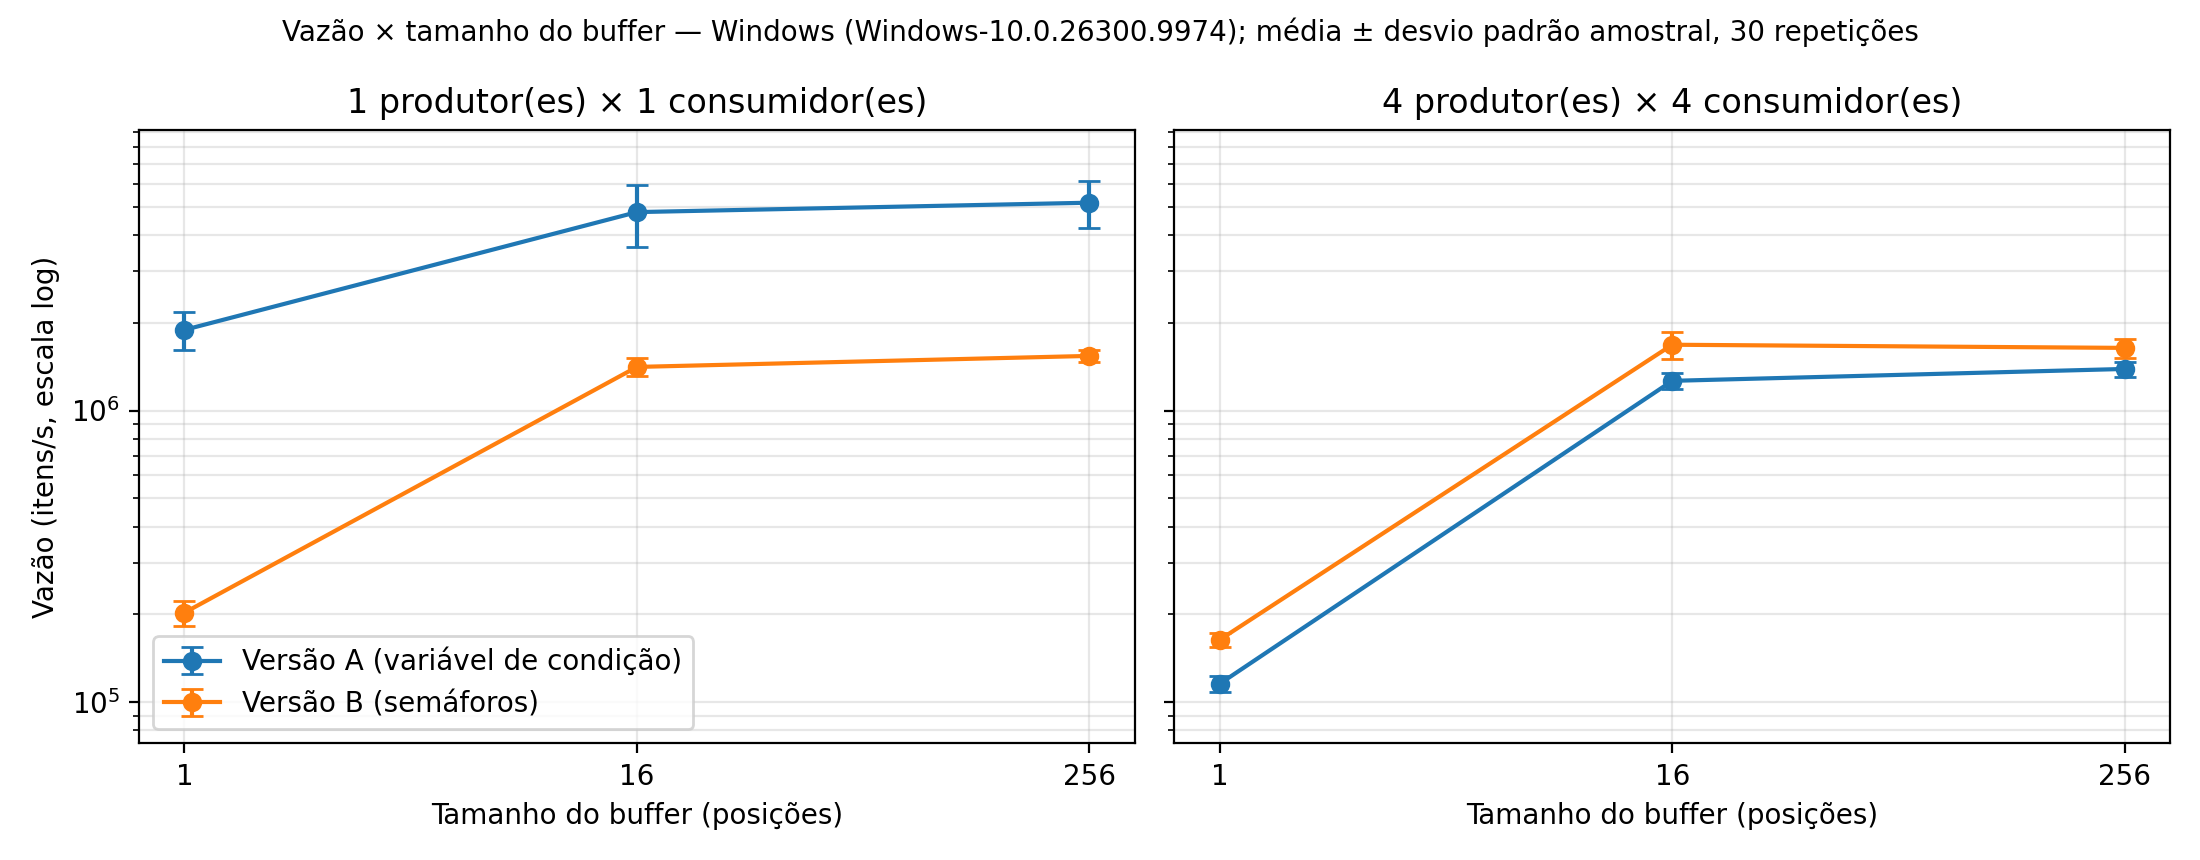 Vazão × tamanho do buffer — Windows (Windows-10.0.26300.9974); média ± desvio padrão amostral, 30 repetições
1 produtor(es) × 1 consumidor(es)
4 produtor(es) × 4 consumidor(es)
Vazão (itens/s, escala log)
10⁶
10⁵
Versão A (variável de condição)
Versão B (semáforos)
1 16 256
1 16 256
Tamanho do buffer (posições)
Tamanho do buffer (posições)